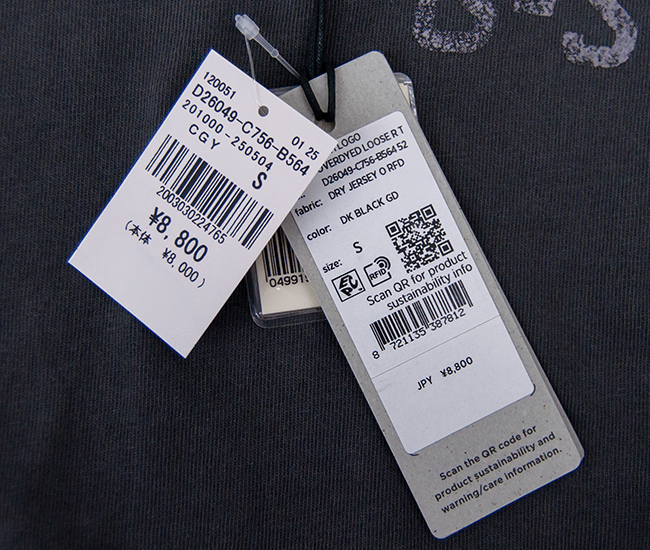 120051
01 25
D26049-C756-B564
201000-250504
CGY
S
2003030224765
¥8,800
(本体 ¥8,000)
LOGO
OVERDYED LOOSE R T
D26049-C756-B564 52
fabric: DRY JERSEY O RFD
color: DK BLACK GD
size: S
RFID
Scan QR for product
sustainability info
8 721135 387812
JPY ¥8,800
Scan the QR code for
product sustainability and
warning/care information.